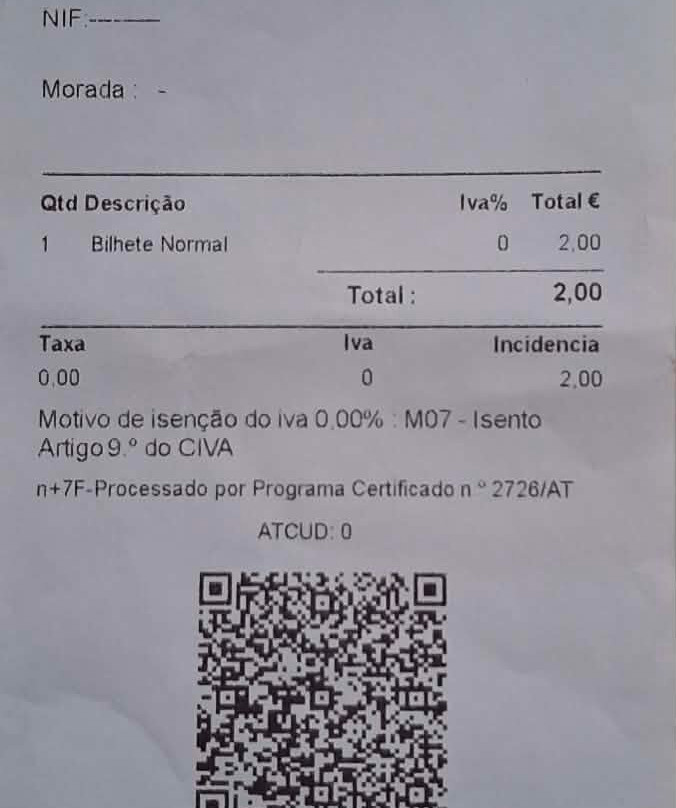 NIF:-------
Morada : -
Qtd Descrição Iva% Total €
1 Bilhete Normal 0 2,00
Total : 2,00
Taxa Iva Incidencia
0,00 0 2,00
Motivo de isenção do iva 0,00% : M07 - Isento
Artigo 9.º do CIVA
n+7F-Processado por Programa Certificado n º 2726/AT
ATCUD: 0